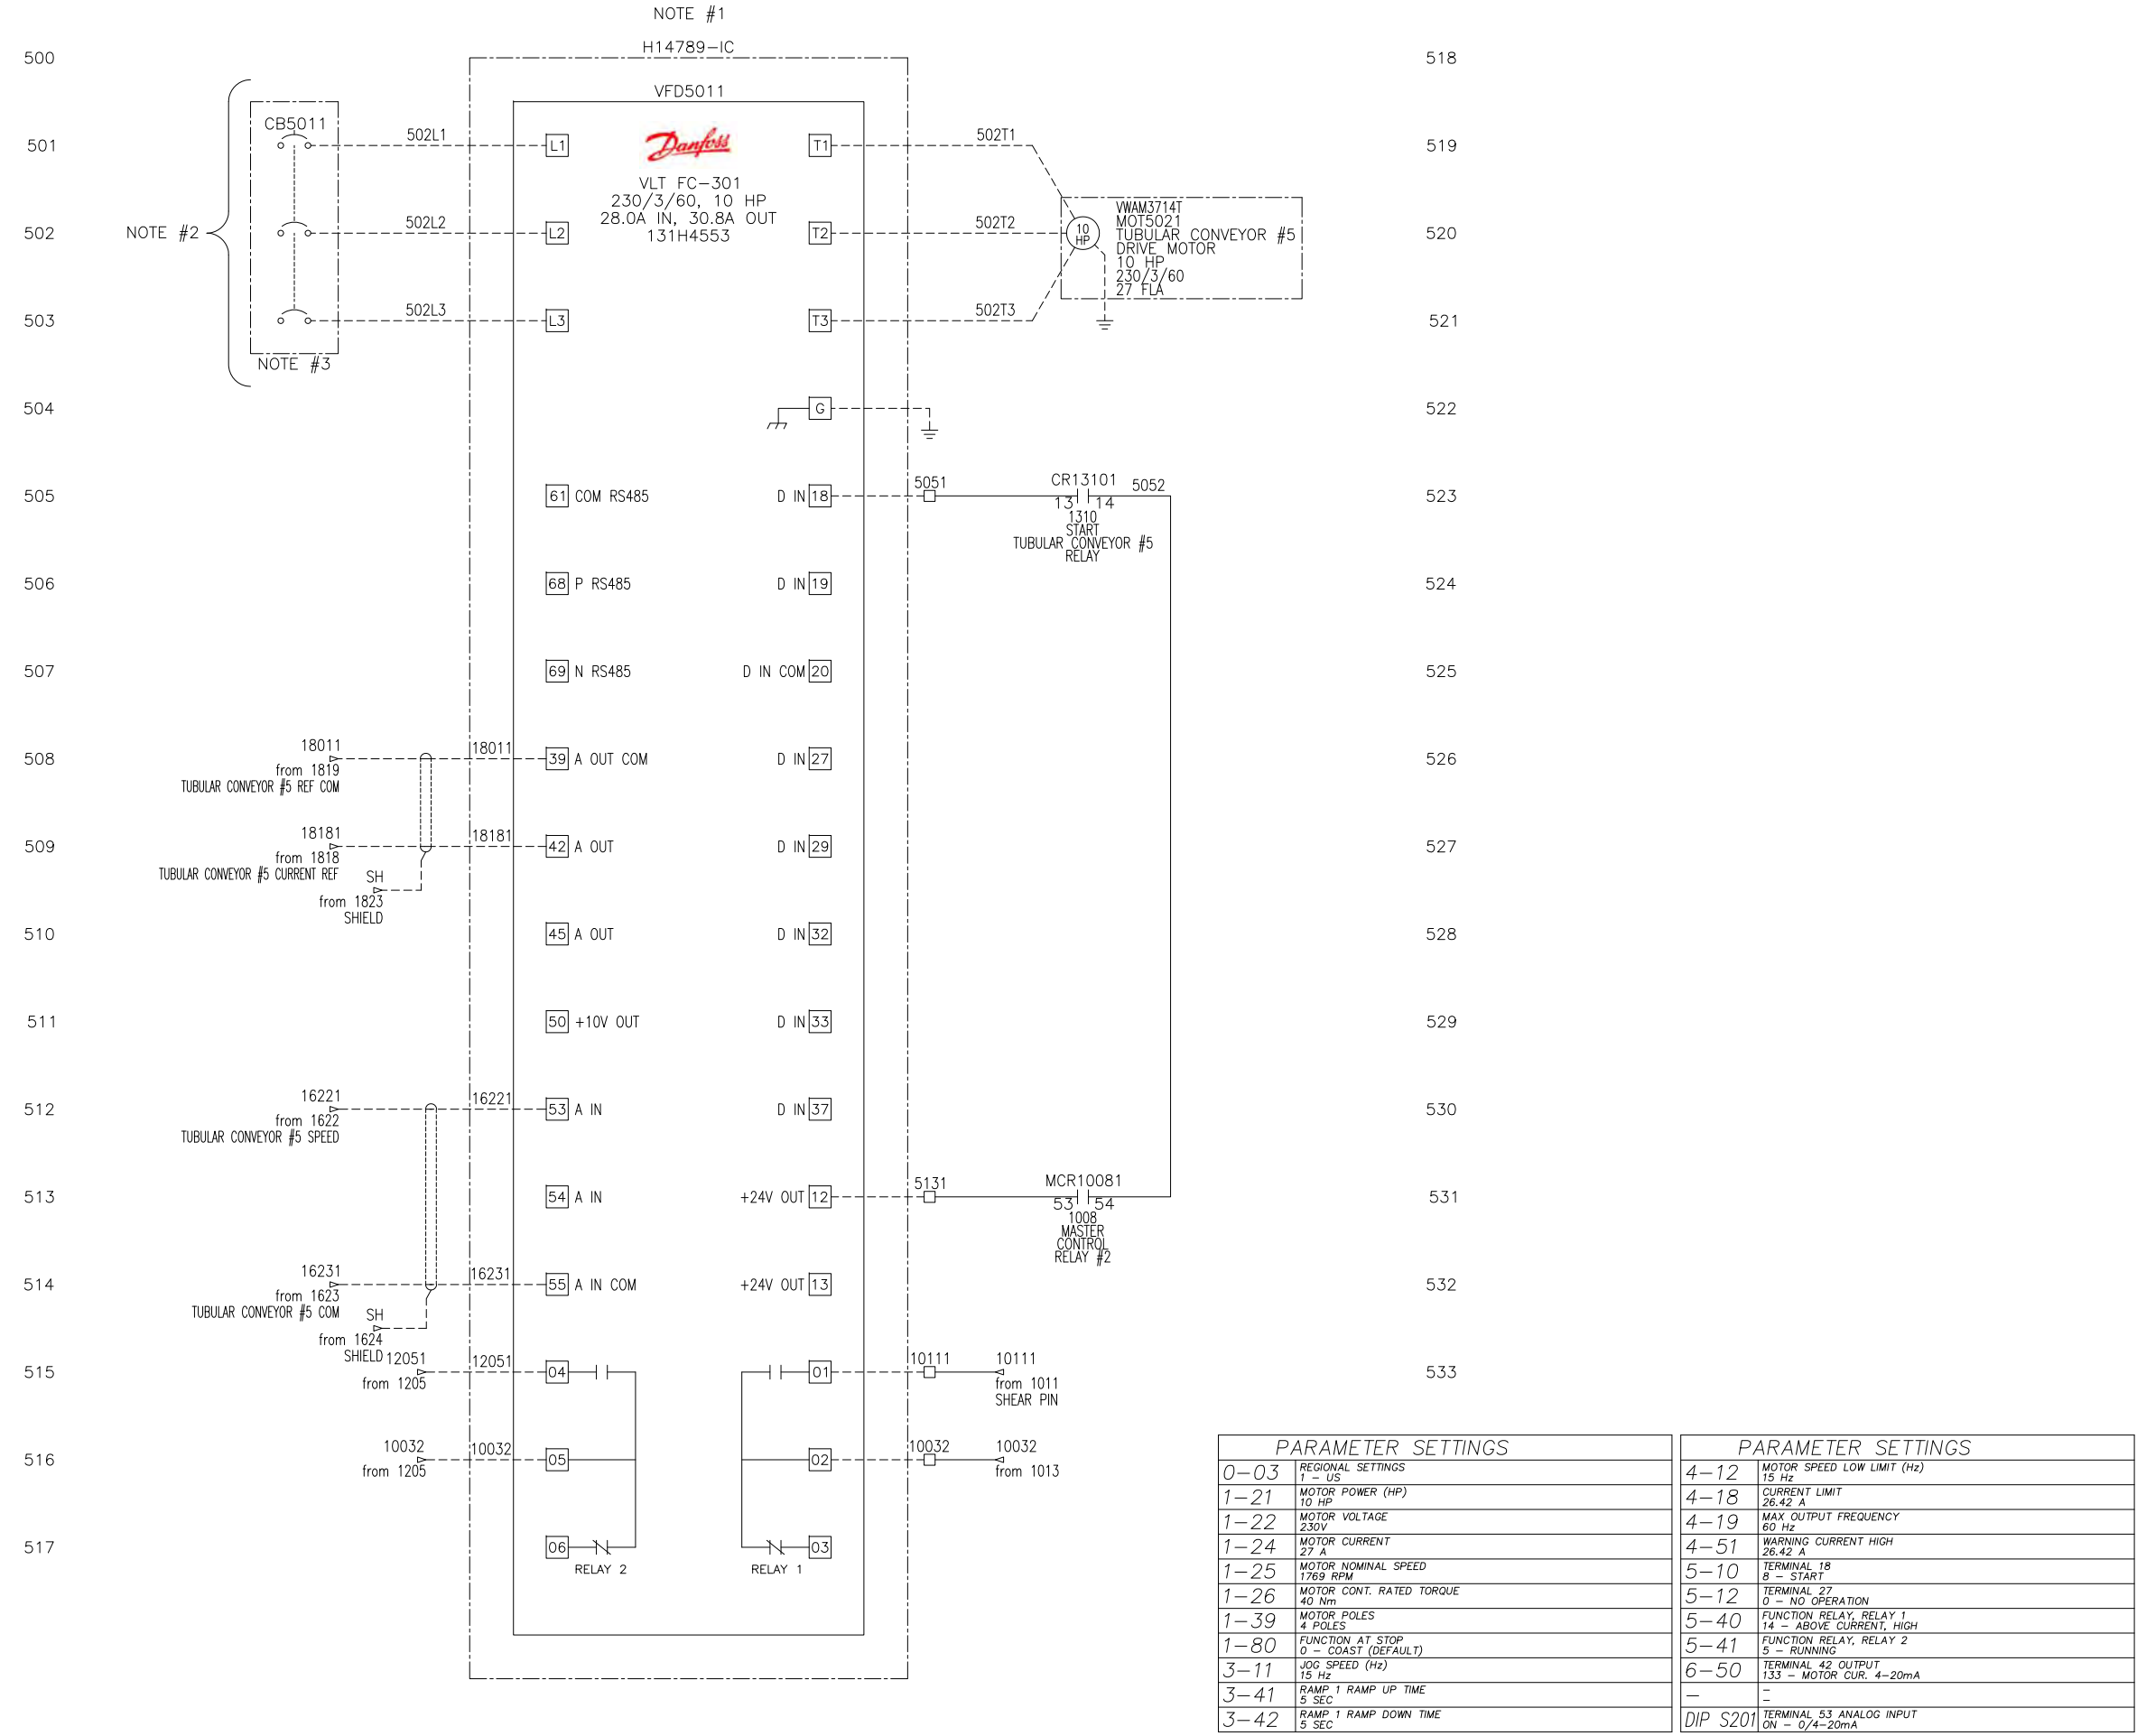 NOTE #1
H14789-IC
500
518
VFD5011
CB5011
Danfoss
VLT FC-301
230/3/60, 10 HP
28.0A IN, 30.8A OUT
131H4553
501
502L1
L1
T1
502T1
519
NOTE #2
502
502L2
L2
T2
502T2
10
HP
VWAM3714T
MOT5021
TUBULAR CONVEYOR #5
DRIVE MOTOR
10 HP
230/3/60
27 FLA
520
503
502L3
L3
T3
502T3
521
NOTE #3
504
G
522
505
61 COM RS485
D IN 18
5051
CR13101
13 14
5052
1310
START
TUBULAR CONVEYOR #5
RELAY
523
506
68 P RS485
D IN 19
524
507
69 N RS485
D IN COM 20
525
508
18011
from 1819
TUBULAR CONVEYOR #5 REF COM
18011
39 A OUT COM
D IN 27
526
509
18181
from 1818
TUBULAR CONVEYOR #5 CURRENT REF
18181
42 A OUT
D IN 29
527
SH
from 1823
SHIELD
510
45 A OUT
D IN 32
528
511
50 +10V OUT
D IN 33
529
512
16221
from 1622
TUBULAR CONVEYOR #5 SPEED
16221
53 A IN
D IN 37
530
513
54 A IN
+24V OUT 12
5131
MCR10081
53 54
1008
MASTER
CONTROL
RELAY #2
531
514
16231
from 1623
TUBULAR CONVEYOR #5 COM
16231
55 A IN COM
+24V OUT 13
532
SH
from 1624
SHIELD
515
12051
from 1205
12051
04
01
10111
10111
from 1011
SHEAR PIN
533
516
10032
from 1205
10032
05
02
10032
10032
from 1013
517
06
RELAY 2
RELAY 1
03
PARAMETER SETTINGS
0-03 REGIONAL SETTINGS
1 - US
1-21 MOTOR POWER (HP)
10 HP
1-22 MOTOR VOLTAGE
230V
1-24 MOTOR CURRENT
27 A
1-25 MOTOR NOMINAL SPEED
1769 RPM
1-26 MOTOR CONT. RATED TORQUE
40 Nm
1-39 MOTOR POLES
4 POLES
1-80 FUNCTION AT STOP
0 - COAST (DEFAULT)
3-11 JOG SPEED (Hz)
15 Hz
3-41 RAMP 1 RAMP UP TIME
5 SEC
3-42 RAMP 1 RAMP DOWN TIME
5 SEC
PARAMETER SETTINGS
4-12 MOTOR SPEED LOW LIMIT (Hz)
15 Hz
4-18 CURRENT LIMIT
26.42 A
4-19 MAX OUTPUT FREQUENCY
60 Hz
4-51 WARNING CURRENT HIGH
26.42 A
5-10 TERMINAL 18
8 - START
5-12 TERMINAL 27
0 - NO OPERATION
5-40 FUNCTION RELAY, RELAY 1
14 - ABOVE CURRENT, HIGH
5-41 FUNCTION RELAY, RELAY 2
5 - RUNNING
6-50 TERMINAL 42 OUTPUT
133 - MOTOR CUR. 4-20mA
- -
-
DIP S201 TERMINAL 53 ANALOG INPUT
ON - 0/4-20mA